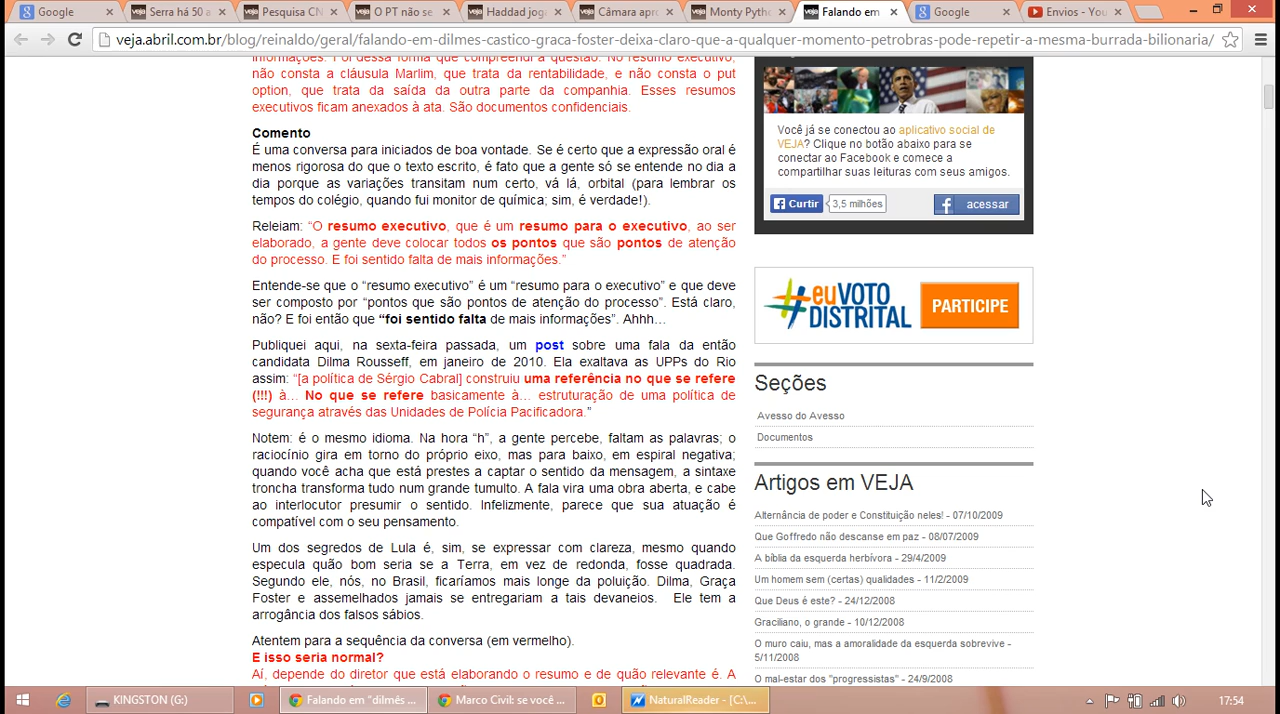 Google
Serra há 50 a
Pesquisa CN
O PT não se
Haddad jog
Câmara apro
Monty Pyth
Falando em
Google
Envios - You
veja.abril.com.br/blog/reinaldo/geral/falando-em-dilmes-castico-graca-foster-deixa-claro-que-a-qualquer-momento-petrobras-pode-repetir-a-mesma-burrada-bilionaria/
informações. Foi dessa forma que compreendi a questão. No resumo executivo,
não consta a cláusula Marlim, que trata da rentabilidade, e não consta o put
option, que trata da saída da outra parte da companhia. Esses resumos
executivos ficam anexados à ata. São documentos confidenciais.
Comento
É uma conversa para iniciados de boa vontade. Se é certo que a expressão oral é
menos rigorosa do que o texto escrito, é fato que a gente só se entende no dia a
dia porque as variações transitam num certo, vá lá, orbital (para lembrar os
tempos do colégio, quando fui monitor de química; sim, é verdade!).
Releiam: “O resumo executivo, que é um resumo para o executivo, ao ser
elaborado, a gente deve colocar todos os pontos que são pontos de atenção
do processo. E foi sentido falta de mais informações.”
Entende-se que o “resumo executivo” é um “resumo para o executivo” e que deve
ser composto por “pontos que são pontos de atenção do processo”. Está claro,
não? E foi então que “foi sentido falta de mais informações”. Ahhh…
Publiquei aqui, na sexta-feira passada, um post sobre uma fala da então
candidata Dilma Rousseff, em janeiro de 2010. Ela exaltava as UPPs do Rio
assim: “[a política de Sérgio Cabral] construiu uma referência no que se refere
(!!!) à… No que se refere basicamente à… estruturação de uma política de
segurança através das Unidades de Polícia Pacificadora.”
Notem: é o mesmo idioma. Na hora “h”, a gente percebe, faltam as palavras; o
raciocínio gira em torno do próprio eixo, mas para baixo, em espiral negativa;
quando você acha que está prestes a captar o sentido da mensagem, a sintaxe
troncha transforma tudo num grande tumulto. A fala vira uma obra aberta, e cabe
ao interlocutor presumir o sentido. Infelizmente, parece que sua atuação é
compatível com o seu pensamento.
Um dos segredos de Lula é, sim, se expressar com clareza, mesmo quando
especula quão bom seria se a Terra, em vez de redonda, fosse quadrada.
Segundo ele, nós, no Brasil, ficaríamos mais longe da poluição. Dilma, Graça
Foster e assemelhados jamais se entregariam a tais devaneios. Ele tem a
arrogância dos falsos sábios.
Atentem para a sequência da conversa (em vermelho).
E isso seria normal?
Aí, depende do diretor que está elaborando o resumo e de quão relevante é. A
Você já se conectou ao aplicativo social de
VEJA? Clique no botão abaixo para se
conectar ao Facebook e comece a
compartilhar suas leituras com seus amigos.
Curtir
3,5 milhões
acessar
#euVOTO
DISTRITAL
PARTICIPE
Seções
Avesso do Avesso
Documentos
Artigos em VEJA
Alternância de poder e Constituição neles! - 07/10/2009
Que Goffredo não descanse em paz - 08/07/2009
A bíblia da esquerda herbívora - 29/4/2009
Um homem sem (certas) qualidades - 11/2/2009
Que Deus é este? - 24/12/2008
Graciliano, o grande - 10/12/2008
O muro caiu, mas a amoralidade da esquerda sobrevive -
5/11/2008
O mal-estar dos "progressistas" - 24/9/2008
KINGSTON (G:)
Falando em "dilmês ...
Marco Civil: se você ...
NaturalReader - [C:\...
17:54